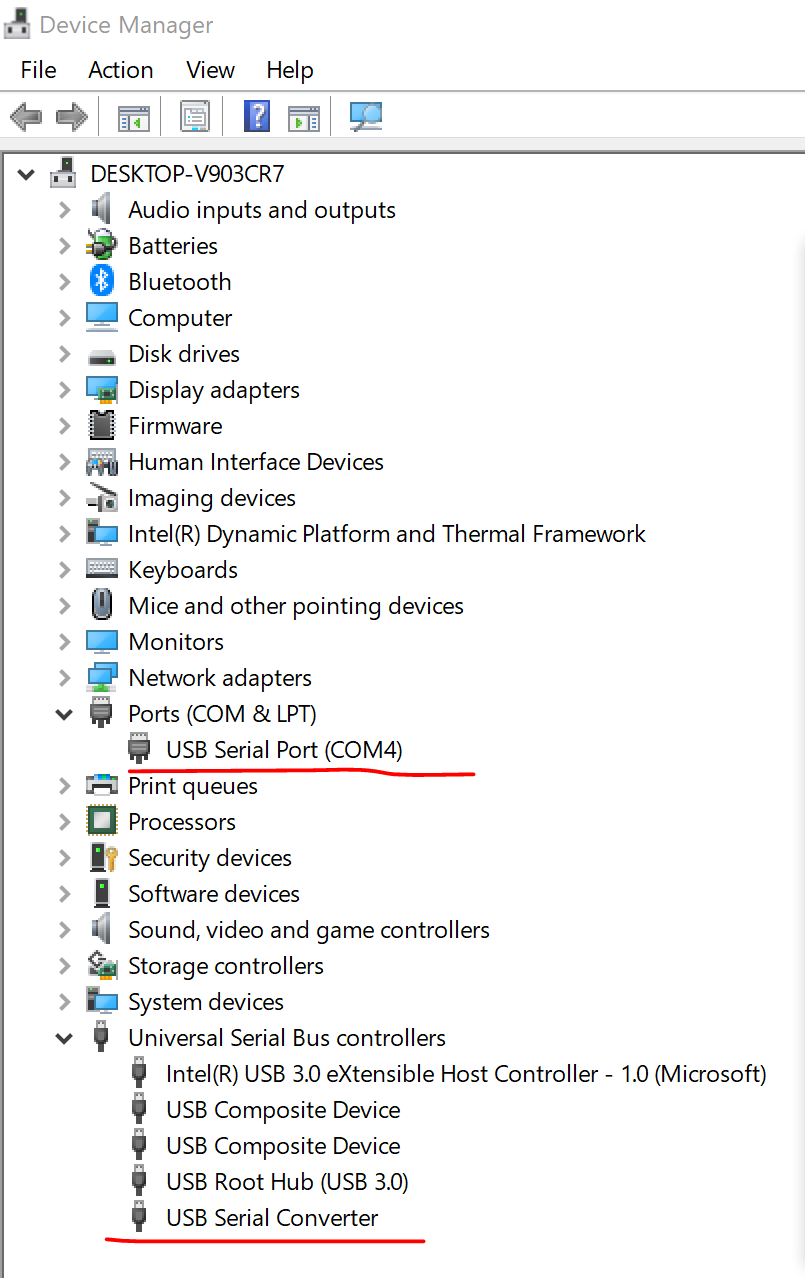 Device Manager
File Action View Help
DESKTOP-V903CR7
Audio inputs and outputs
Batteries
Bluetooth
Computer
Disk drives
Display adapters
Firmware
Human Interface Devices
Imaging devices
Intel(R) Dynamic Platform and Thermal Framework
Keyboards
Mice and other pointing devices
Monitors
Network adapters
Ports (COM & LPT)
USB Serial Port (COM4)
Print queues
Processors
Security devices
Software devices
Sound, video and game controllers
Storage controllers
System devices
Universal Serial Bus controllers
Intel(R) USB 3.0 eXtensible Host Controller - 1.0 (Microsoft)
USB Composite Device
USB Composite Device
USB Root Hub (USB 3.0)
USB Serial Converter